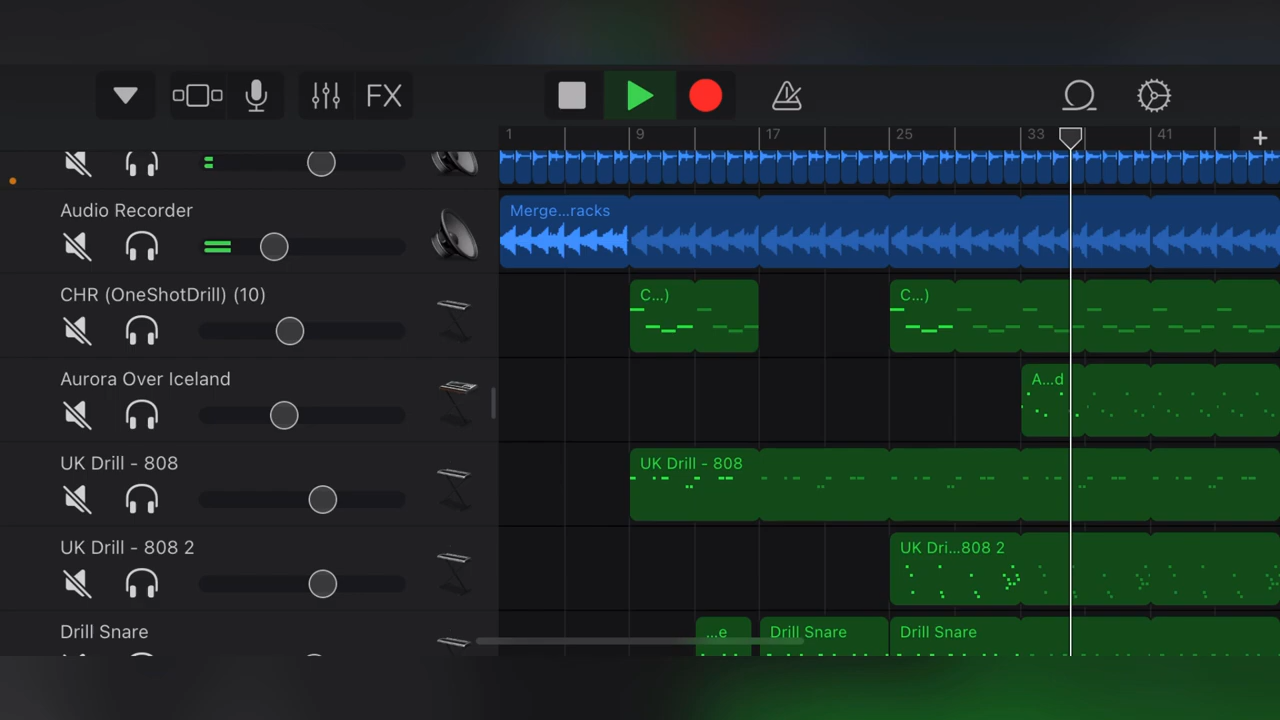 FX
1 9 17 25 33 41
Audio Recorder
Merge...racks
CHR (OneShotDrill) (10)
C...)
C...)
Aurora Over Iceland
A...d
UK Drill - 808
UK Drill - 808
UK Drill - 808 2
UK Dri...808 2
Drill Snare
...e
Drill Snare
Drill Snare